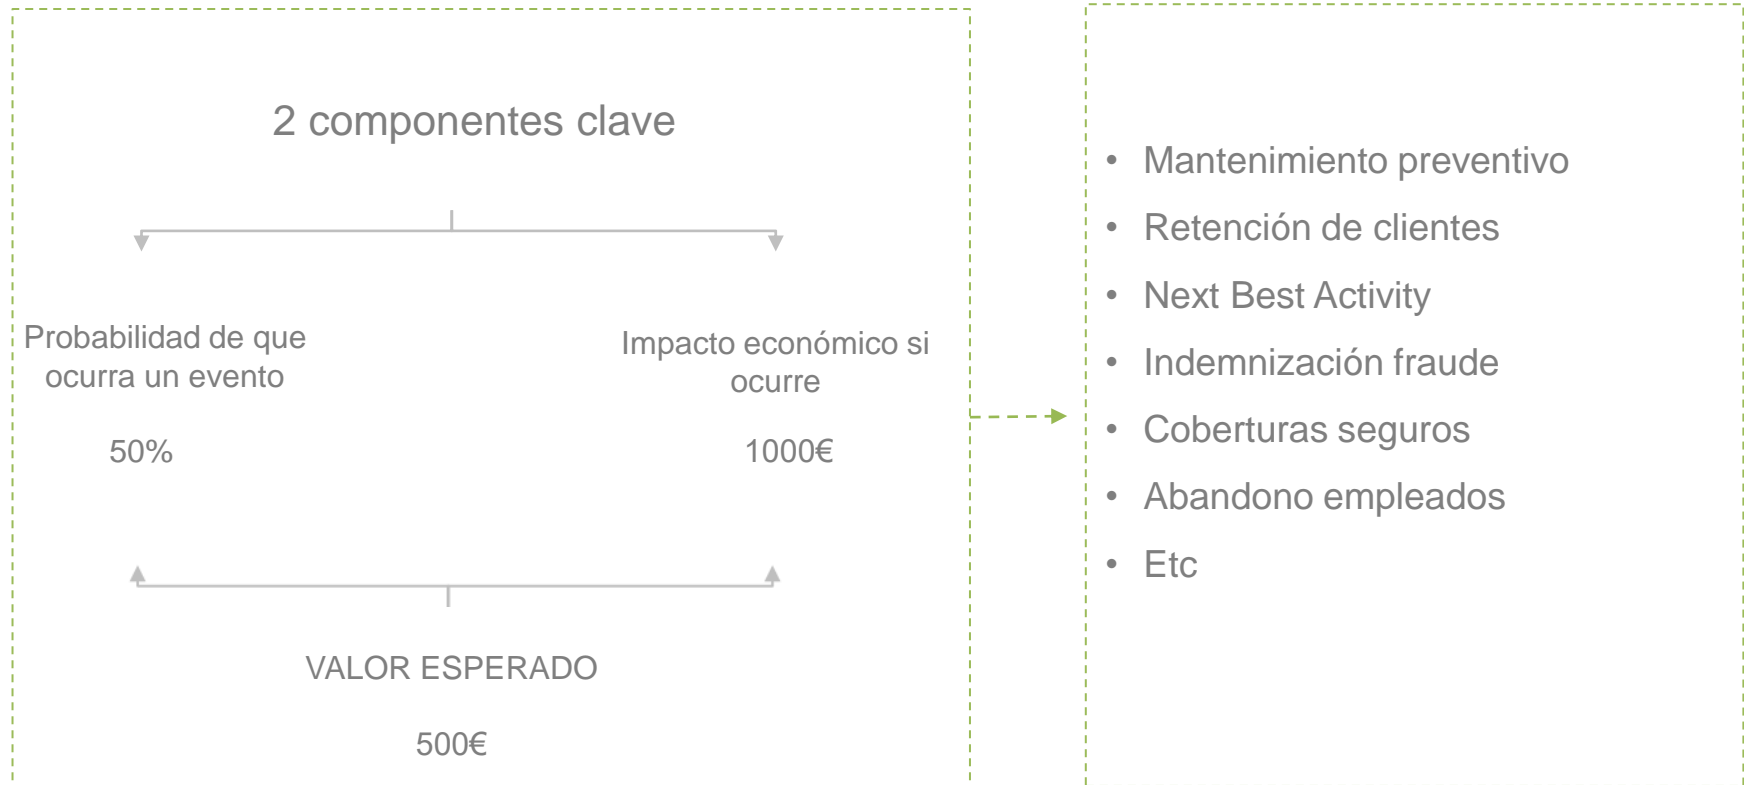 2 componentes clave
Probabilidad de que
ocurra un evento
50%
Impacto económico si
ocurre
1000€
VALOR ESPERADO
500€
• Mantenimiento preventivo
• Retención de clientes
• Next Best Activity
• Indemnización fraude
• Coberturas seguros
• Abandono empleados
• Etc